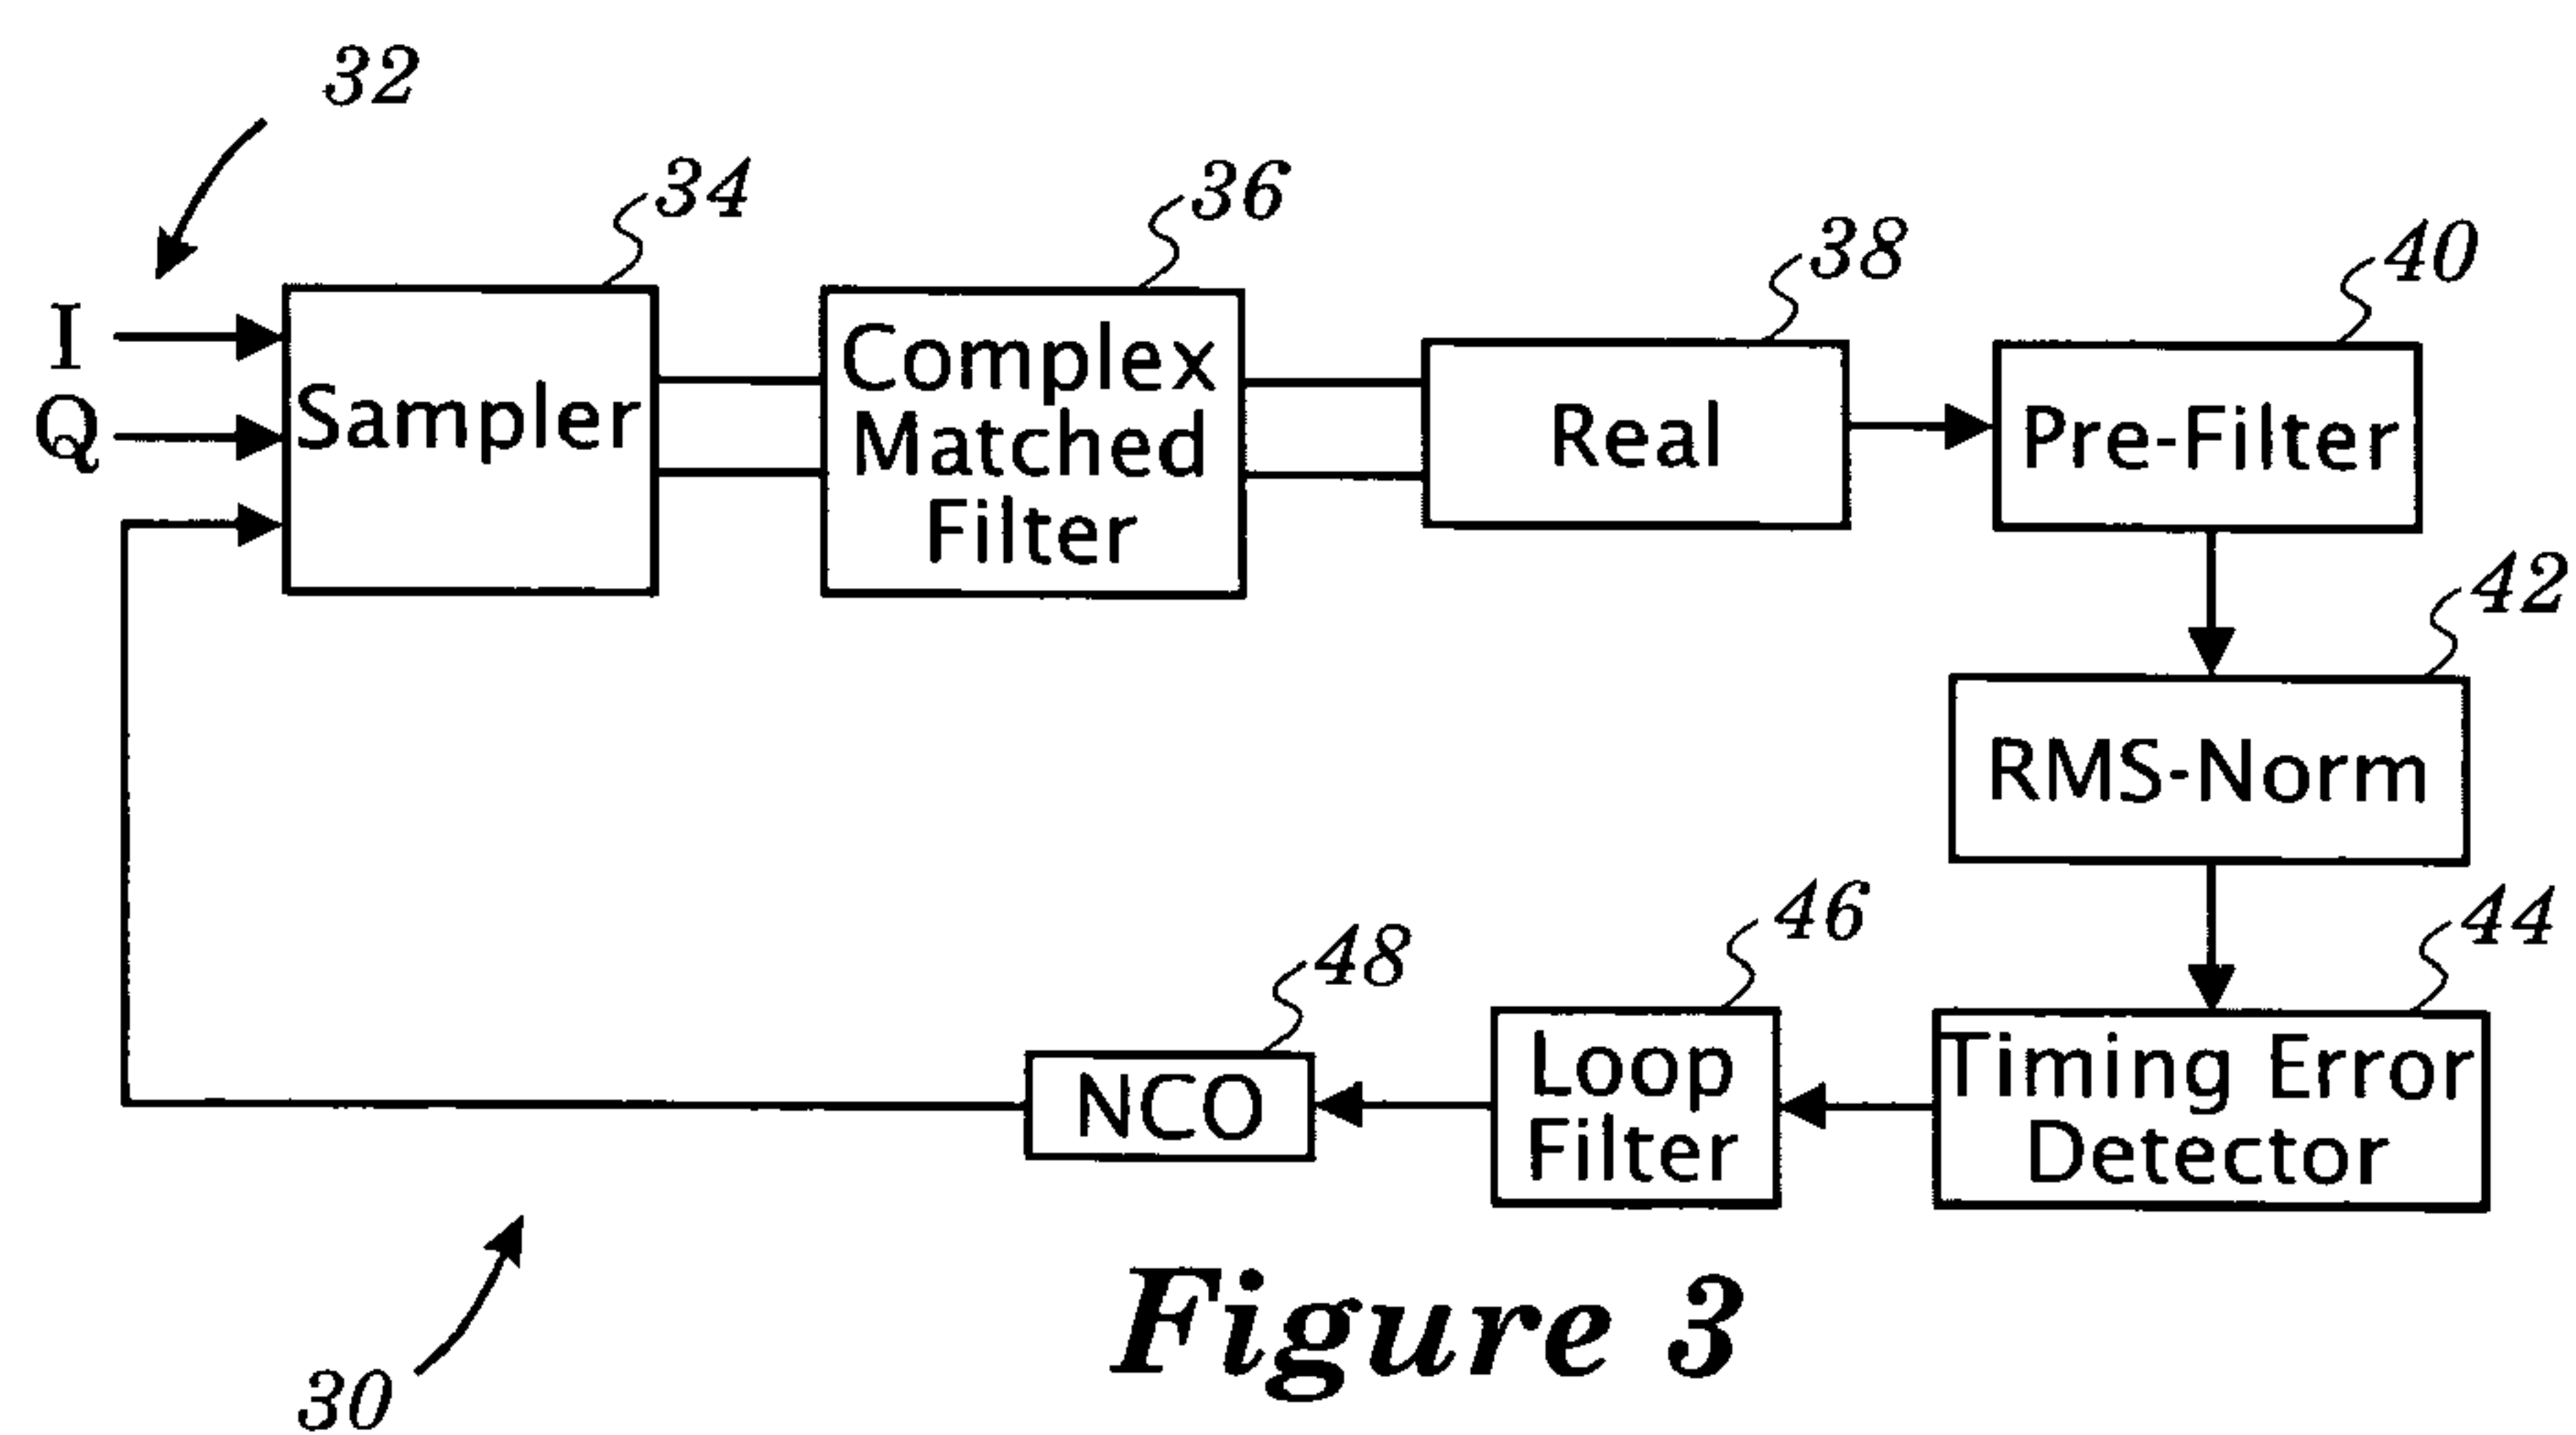 32
34
36
38
40
I
Q
Sampler
Complex
Matched
Filter
Real
Pre-Filter
42
RMS-Norm
44
46
48
Timing Error
Detector
Loop
Filter
NCO
30
Figure 3